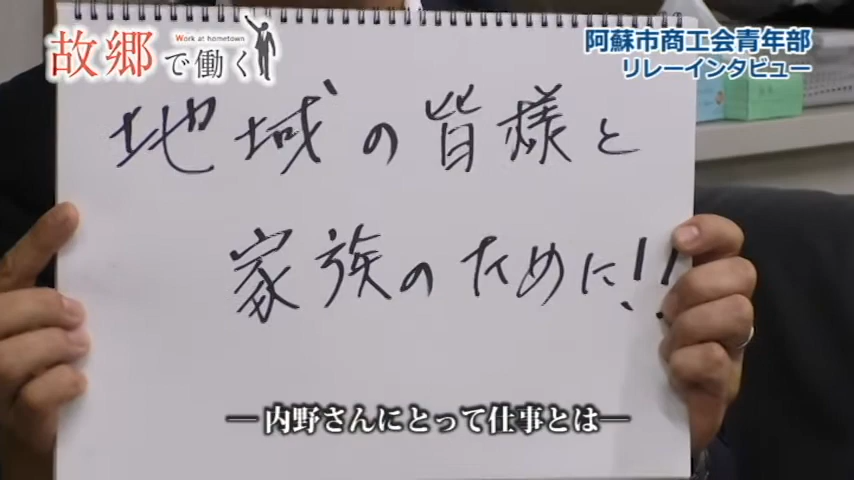 故郷で働く
Work at hometown
阿蘇市商工会青年部
リレーインタビュー
地域の皆様と
家族のために!!
―内野さんにとって仕事とは―